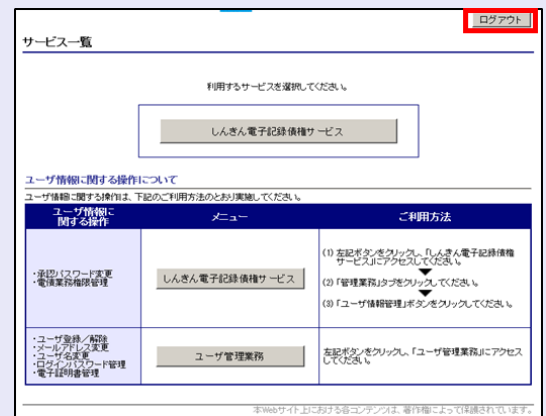 ログアウト
サービス一覧
利用するサービスを選択してください。
しんきん電子記録債権サービス
ユーザ情報に関する操作について
ユーザ情報に関する操作は、下記のご利用方法のとおり実施してください。
ユーザ情報に
関する操作
メニュー
ご利用方法
・承認パスワード変更
・電債業務権限管理
しんきん電子記録債権サービス
(1) 左記ボタンをクリックし、「しんきん電子記録債権
サービス」にアクセスしてください。
(2) 「管理業務」タブをクリックしてください。
(3) 「ユーザ情報管理」ボタンをクリックしてください。
・ユーザ登録／解除
・メールアドレス変更
・ユーザ名変更
・ログインパスワード管理
・電子証明書管理
ユーザ管理業務
左記ボタンをクリックし、「ユーザ管理業務」にアクセス
してください。
本Webサイト上における各コンテンツは、著作権によって保護されています。